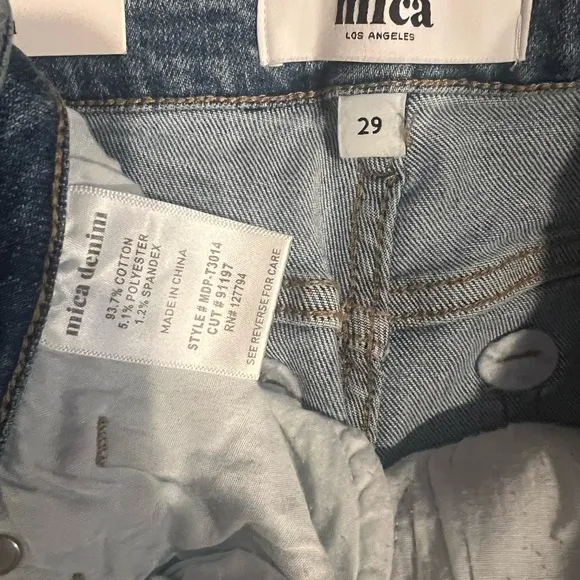 mica
LOS ANGELES
29
mica denim
93.7% COTTON
5.1% POLYESTER
1.2% SPANDEX
MADE IN CHINA
STYLE# MDP-T3014
CUT # 91197
RN# 127794
SEE REVERSE FOR CARE